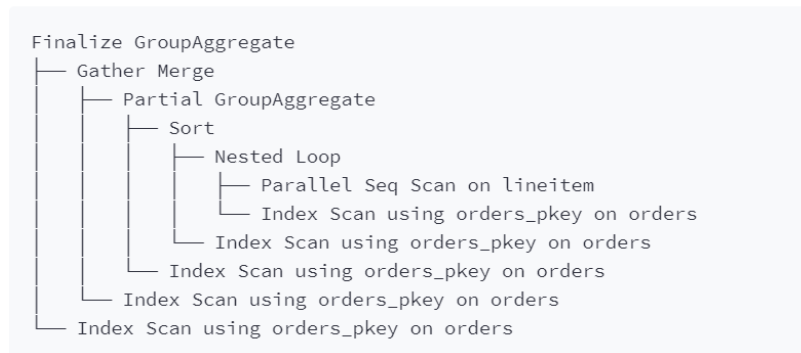 Finalize GroupAggregate
├── Gather Merge
│   ├── Partial GroupAggregate
│   │   ├── Sort
│   │   │   ├── Nested Loop
│   │   │   │   ├── Parallel Seq Scan on lineitem
│   │   │   │   └── Index Scan using orders_pkey on orders
│   │   │   └── Index Scan using orders_pkey on orders
│   │   └── Index Scan using orders_pkey on orders
│   └── Index Scan using orders_pkey on orders
└── Index Scan using orders_pkey on orders